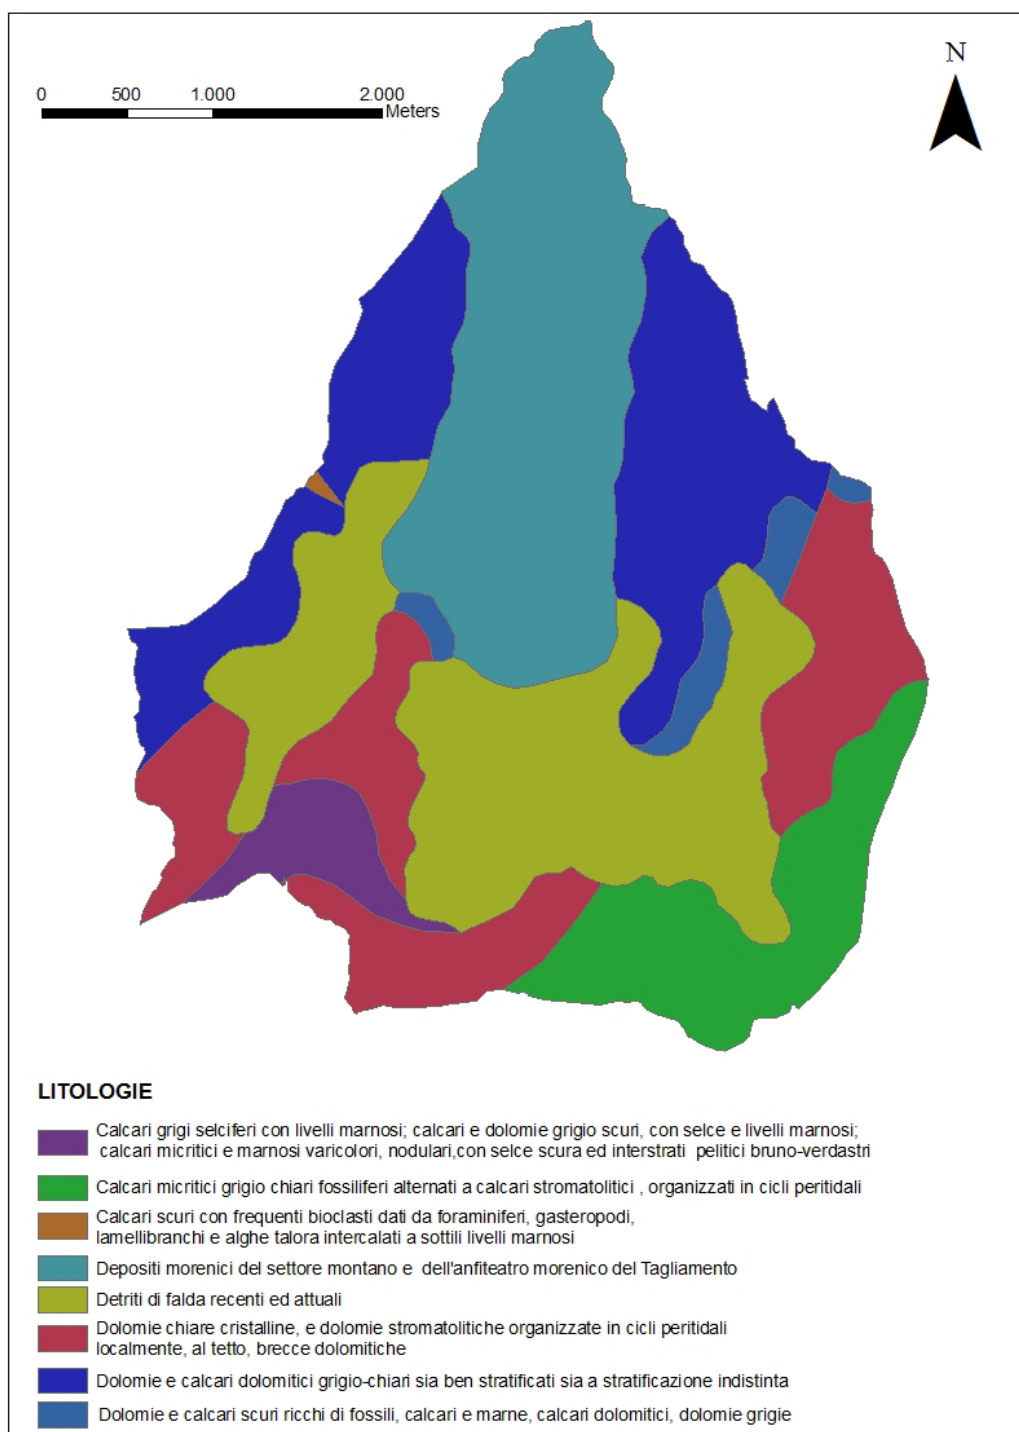 N
0 500 1.000 2.000
Meters
LITOLOGIE
Calcari grigi selciferi con livelli marnosi; calcari e dolomie grigio scuri, con selce e livelli marnosi;
calcari micritici e marnosi varicolori, nodulari,con selce scura ed interstrati pelitici bruno-verdastri
Calcari micritici grigio chiari fossiliferi alternati a calcari stromatolitici , organizzati in cicli peritidali
Calcari scuri con frequenti bioclasti dati da foraminiferi, gasteropodi,
lamellibranchi e alghe talora intercalati a sottili livelli marnosi
Depositi morenici del settore montano e dell'anfiteatro morenico del Tagliamento
Detriti di falda recenti ed attuali
Dolomie chiare cristalline, e dolomie stromatolitiche organizzate in cicli peritidali
localmente, al tetto, brecce dolomitiche
Dolomie e calcari dolomitici grigio-chiari sia ben stratificati sia a stratificazione indistinta
Dolomie e calcari scuri ricchi di fossili, calcari e marne, calcari dolomitici, dolomie grigie